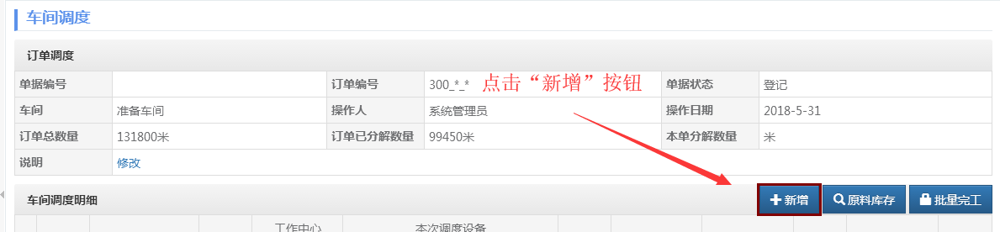 车间调度
订单调度
单据编号 订单编号 300_*_* 点击“新增”按钮 单据状态 登记
车间 准备车间 操作人 系统管理员 操作日期 2018-5-31
订单总数量 131800米 订单已分解数量 99450米 本单分解数量 米
说明 修改
车间调度明细 新增 原料库存 批量完工
工作中心 本次调度设备